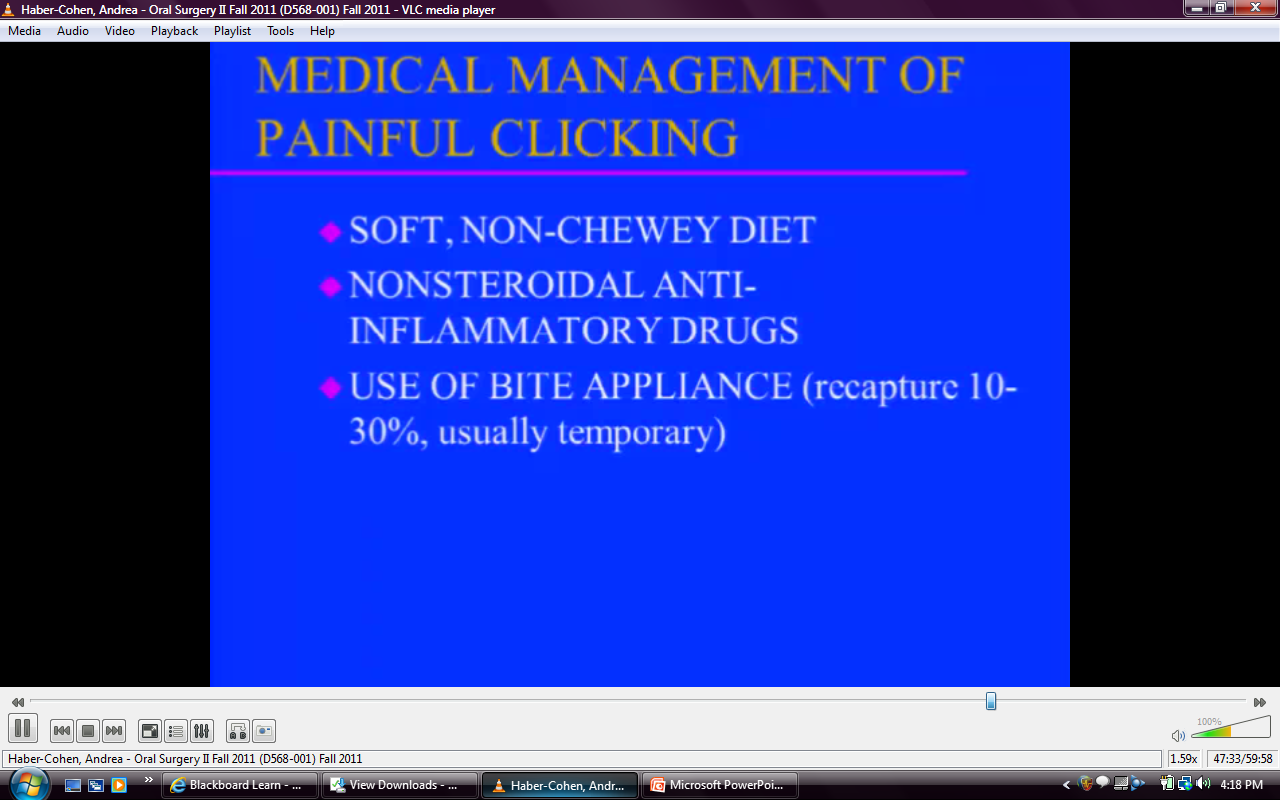 Haber-Cohen, Andrea - Oral Surgery II Fall 2011 (D568-001) Fall 2011 - VLC media player
Media Audio Video Playback Playlist Tools Help
MEDICAL MANAGEMENT OF
PAINFUL CLICKING
SOFT, NON-CHEWEY DIET
NONSTEROIDAL ANTI-
INFLAMMATORY DRUGS
USE OF BITE APPLIANCE (recapture 10-
30%, usually temporary)
100%
Haber-Cohen, Andrea - Oral Surgery II Fall 2011 (D568-001) Fall 2011
1.59x
47:33/59:58
Blackboard Learn - ...
View Downloads - ...
Haber-Cohen, Andr...
Microsoft PowerPoi...
4:18 PM